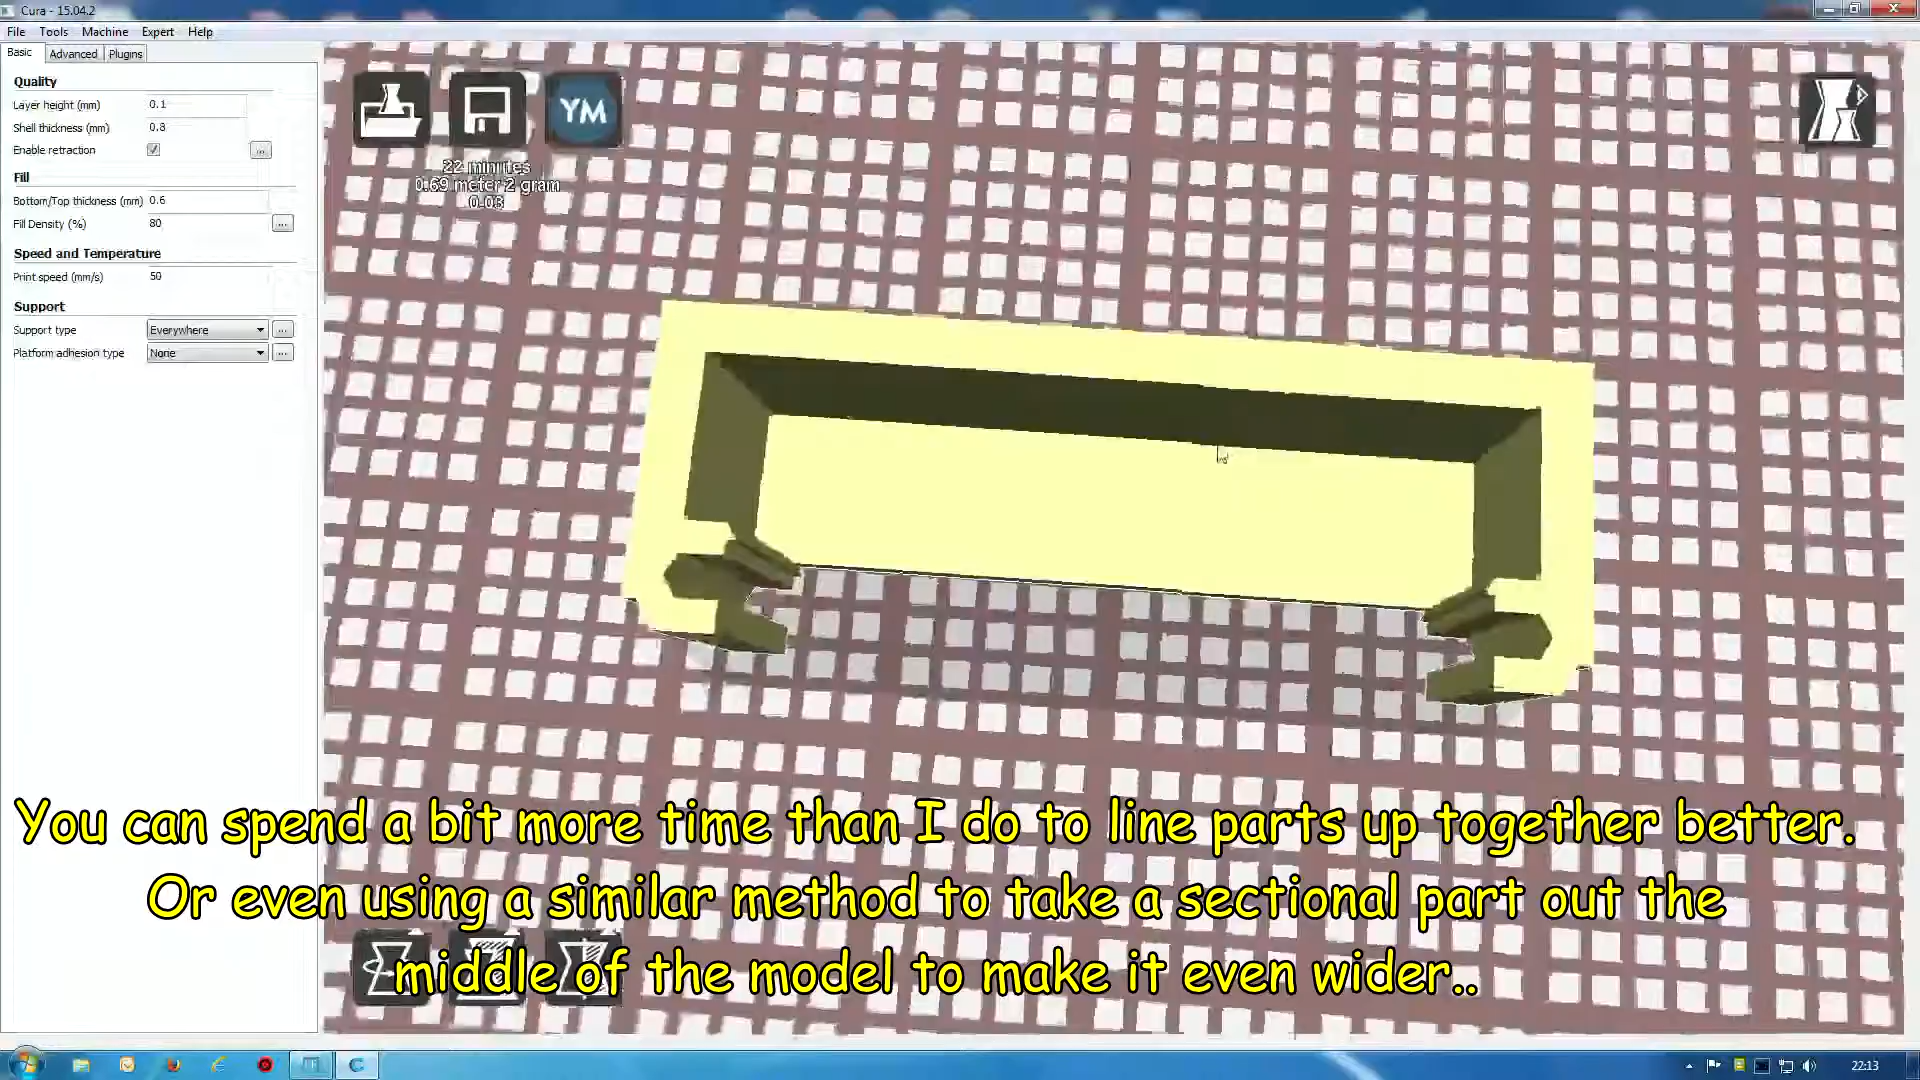 Cura - 15.04.2
File Tools Machine Expert Help
Basic Advanced Plugins
Quality
Layer height (mm) 0.1
Shell thickness (mm) 0.8
Enable retraction ...
Fill
Bottom/Top thickness (mm) 0.6
Fill Density (%) 80 ...
Speed and Temperature
Print speed (mm/s) 50
Support
Support type Everywhere ...
Platform adhesion type None ...
YM
22 minutes
0.69 meter 2 gram
0.03
You can spend a bit more time than I do to line parts up together better.
Or even using a similar method to take a sectional part out the
middle of the model to make it even wider..
22:13